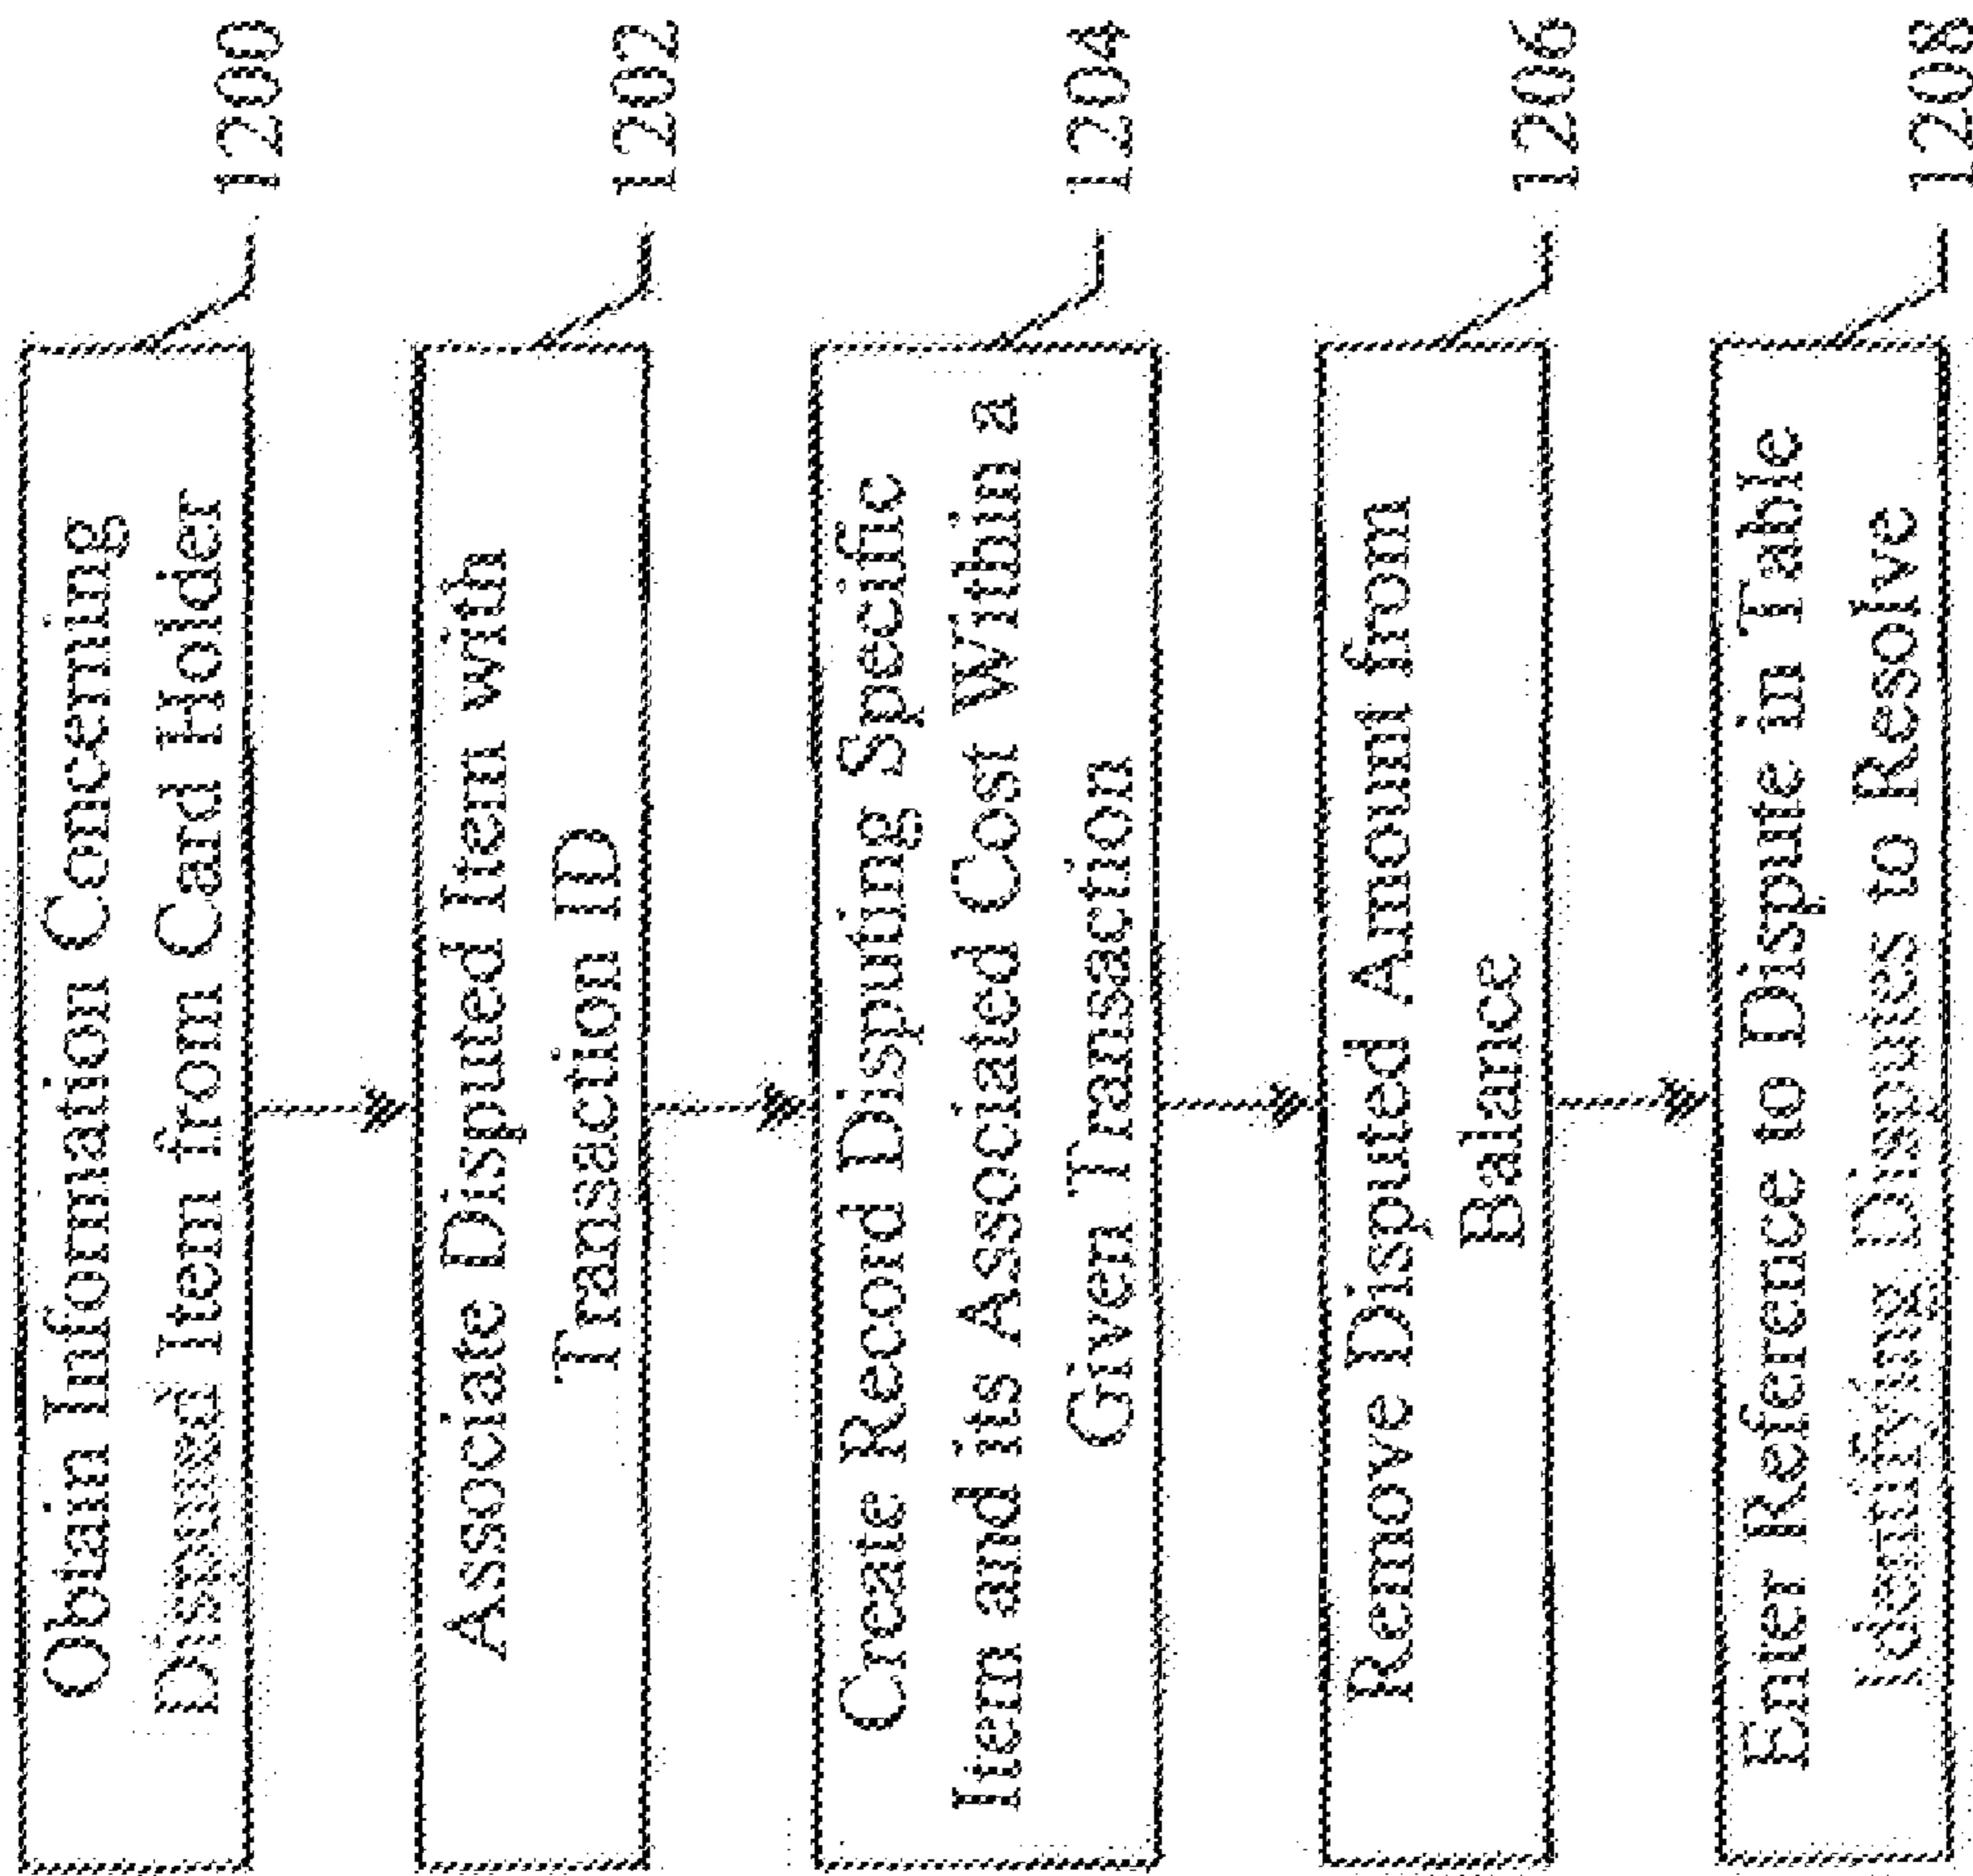 Obtain Information Concerning
Disputed Item from Card Holder
1200
Associate Disputed Item with
Transaction ID
1202
Create Record Disputing Specific
Item and its Associated Cost Within a
Given Transaction
1204
Remove Disputed Amount from
Balance
1206
Enter Reference to Dispute in Table
Identifying Disputes to Resolve
1208